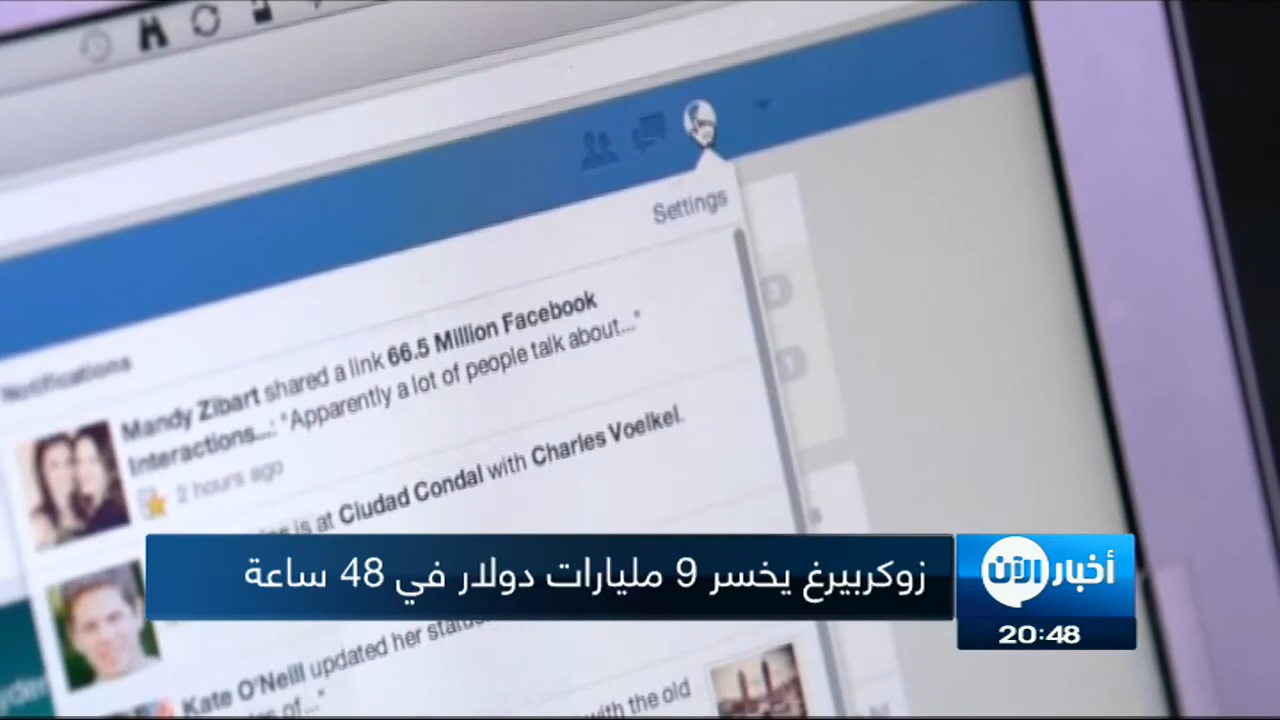 Settings
Notifications
Mandy Zibart shared a link 66.5 Million Facebook
Interactions...: "Apparently a lot of people talk about..."
2 hours ago
is at Ciudad Condal with Charles Voelkel.
زوكربيرغ يخسر 9 مليارات دولار في 48 ساعة
أخبار الآن
20:48
Kate O'Neill updated her status
with the old
of..."